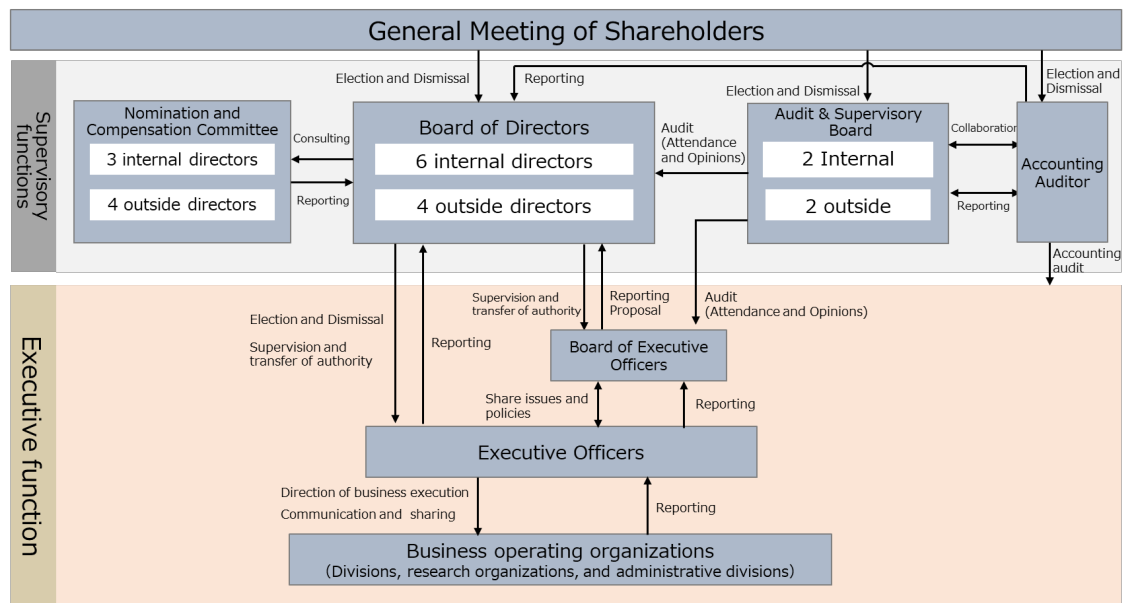 General Meeting of Shareholders
Supervisory
functions
Election and Dismissal
Reporting
Election and Dismissal
Election and
Dismissal
Nomination and
Compensation Committee
3 internal directors
4 outside directors
Consulting
Reporting
Board of Directors
6 internal directors
4 outside directors
Audit
(Attendance
and Opinions)
Audit & Supervisory
Board
2 Internal
2 outside
Collaboration
Reporting
Accounting
Auditor
Accounting
audit
Executive function
Election and Dismissal
Supervision and
transfer of authority
Reporting
Supervision and
transfer of authority
Reporting
Proposal
Audit
(Attendance and Opinions)
Board of Executive
Officers
Share issues and
policies
Reporting
Executive Officers
Direction of business execution
Communication and sharing
Reporting
Business operating organizations
(Divisions, research organizations, and administrative divisions)